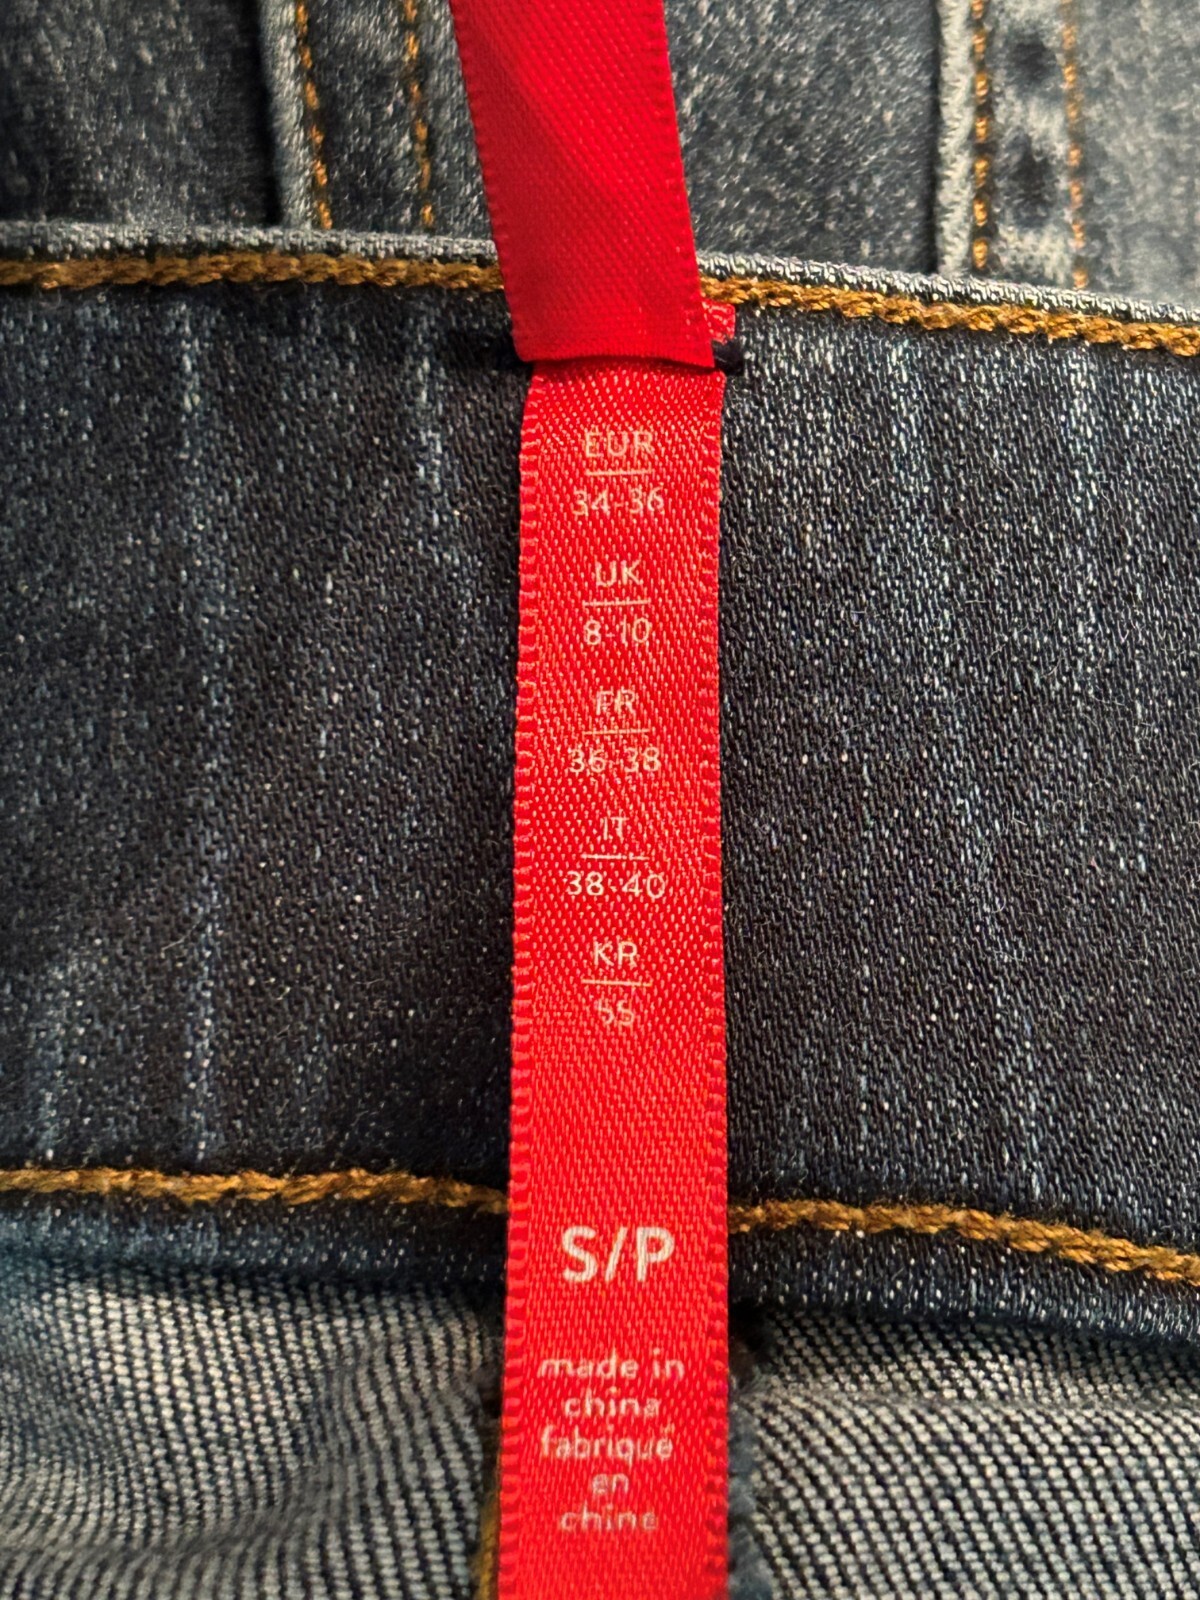 EUR
34-36
UK
8-10
FR
36-38
IT
38-40
KR
55
S/P
made in
china
fabriqué
en
chine